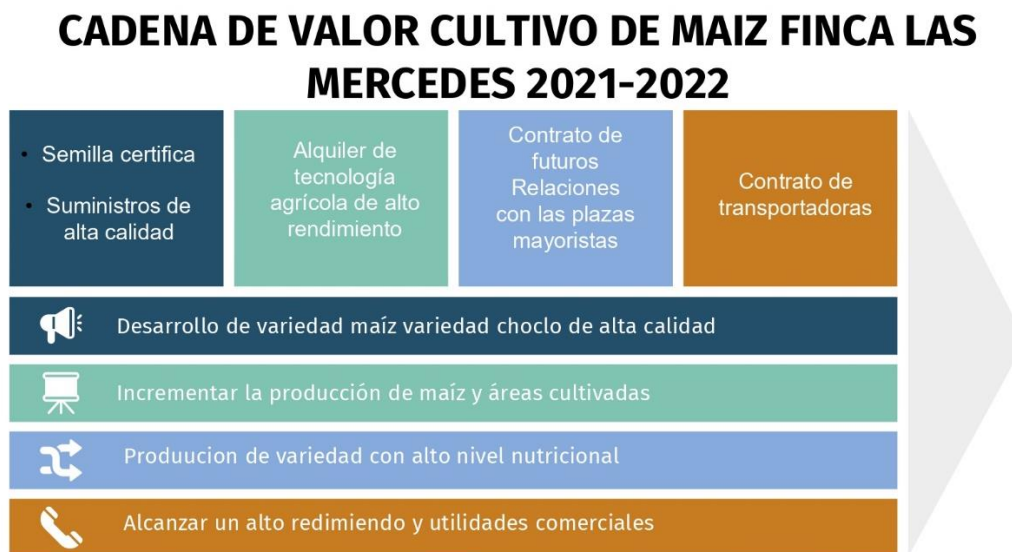 CADENA DE VALOR CULTIVO DE MAIZ FINCA LAS
MERCEDES 2021-2022
• Semilla certifica
• Suministros de
alta calidad
Alquiler de
tecnología
agrícola de alto
rendimiento
Contrato de
futuros
Relaciones
con las plazas
mayoristas
Contrato de
transportadoras
Desarrollo de variedad maíz variedad choclo de alta calidad
Incrementar la producción de maíz y áreas cultivadas
Produucion de variedad con alto nivel nutricional
Alcanzar un alto redimiendo y utilidades comerciales